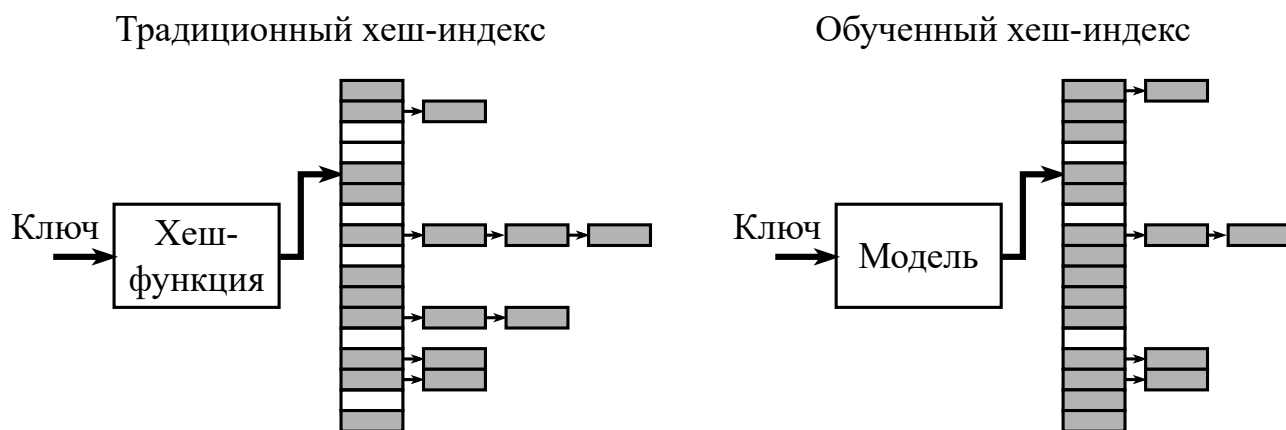 Традиционный хеш-индекс
Обученный хеш-индекс
Ключ
Хеш-
функция
Ключ
Модель